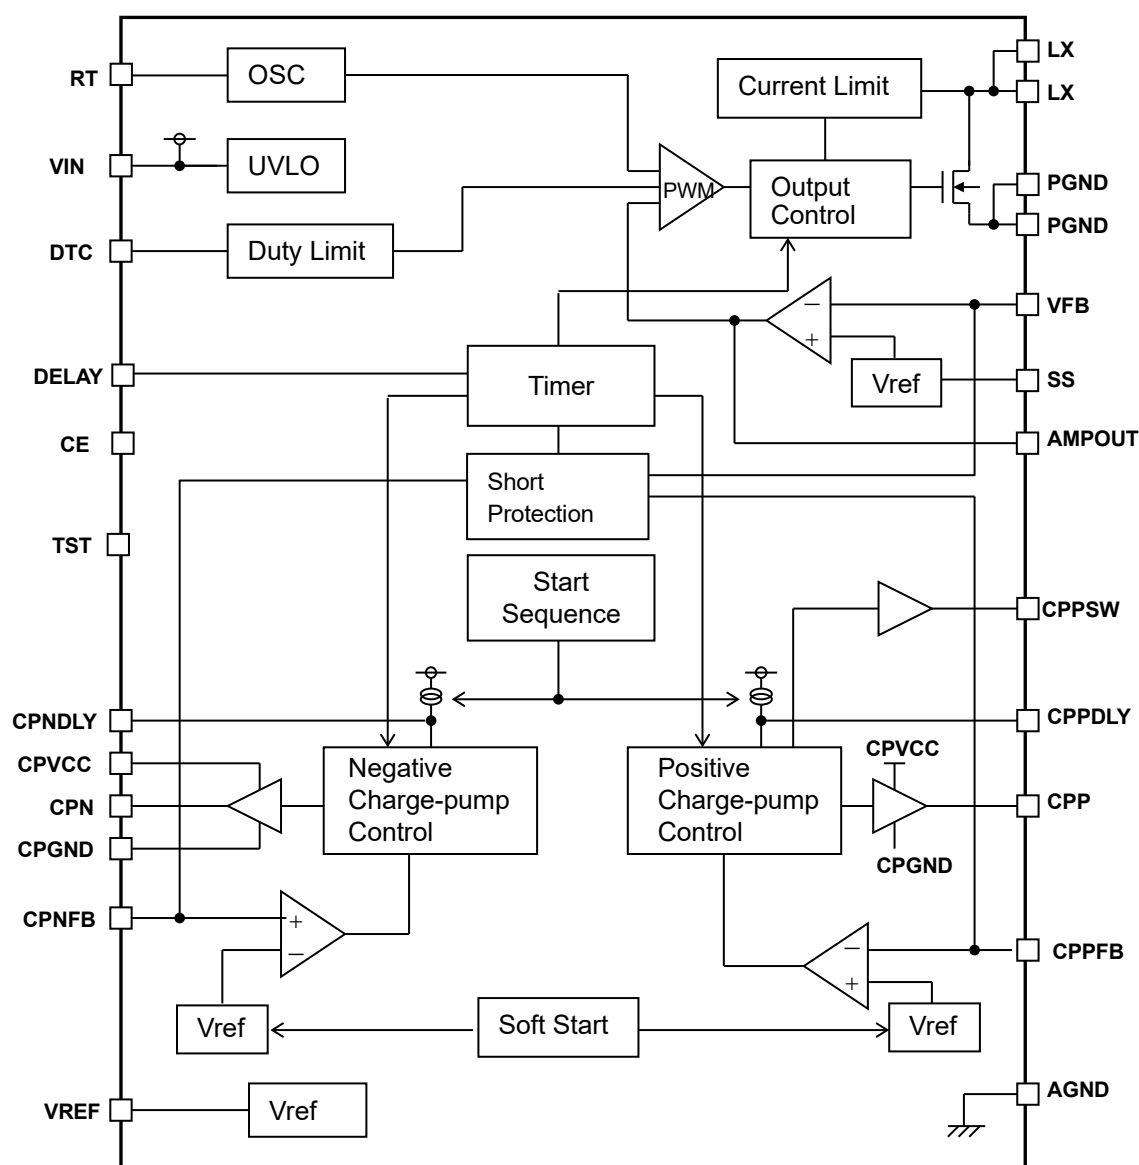 LX
RT
OSC
Current Limit
LX
VIN
UVLO
PWM
Output
Control
PGND
PGND
DTC
Duty Limit
−
+
VFB
DELAY
Timer
Vref
SS
CE
AMPOUT
Short
Protection
TST
Start
Sequence
CPPSW
CPNDLY
CPPDLY
CPVCC
CPVCC
Negative
Charge-pump
Control
Positive
Charge-pump
Control
CPN
CPP
CPGND
CPGND
CPNFB
+
−
−
+
CPPFB
Vref
Soft Start
Vref
VREF
Vref
AGND